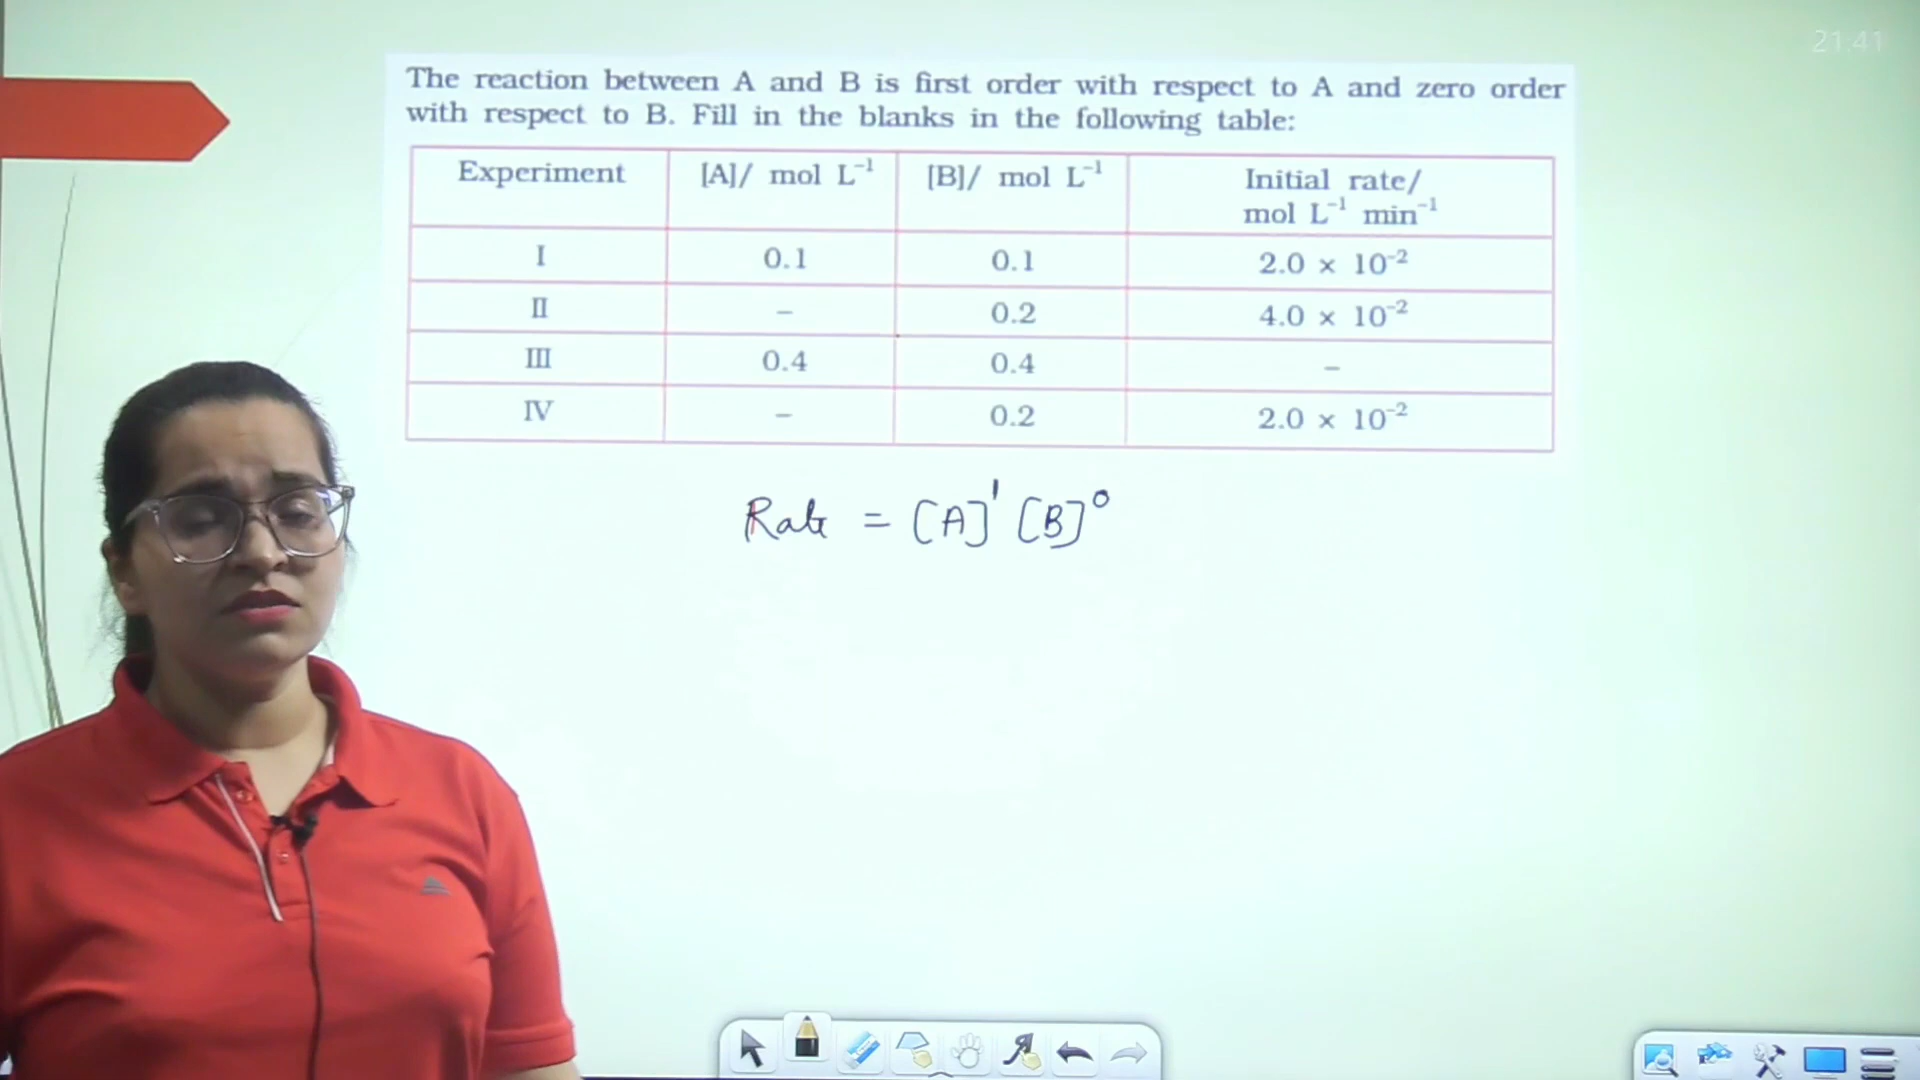 21:41
The reaction between A and B is first order with respect to A and zero order
with respect to B. Fill in the blanks in the following table:
Experiment [A]/ mol L⁻¹ [B]/ mol L⁻¹ Initial rate/
mol L⁻¹ min⁻¹
I 0.1 0.1 2.0 × 10⁻²
II – 0.2 4.0 × 10⁻²
III 0.4 0.4 –
IV – 0.2 2.0 × 10⁻²
Rate = [A]¹ [B]⁰